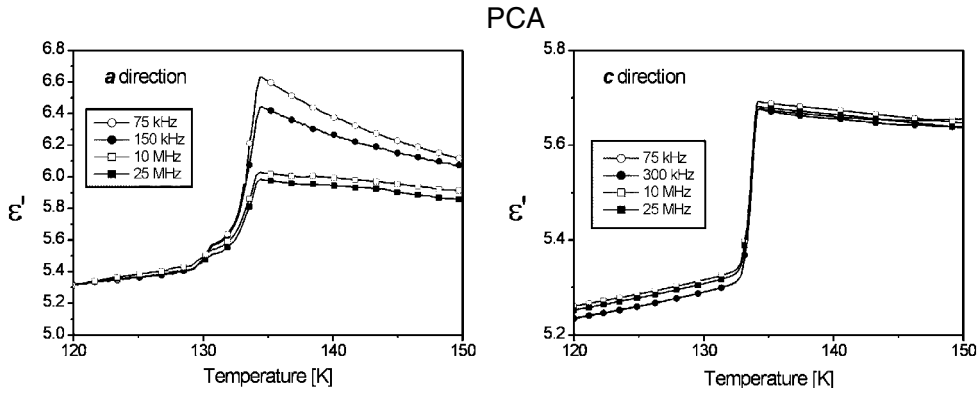 PCA
a direction
75 kHz
150 kHz
10 MHz
25 MHz
ε'
6.8
6.6
6.4
6.2
6.0
5.8
5.6
5.4
5.2
5.0
120 130 140 150
Temperature [K]
c direction
75 kHz
300 kHz
10 MHz
25 MHz
ε'
5.8
5.6
5.4
5.2
120 130 140 150
Temperature [K]